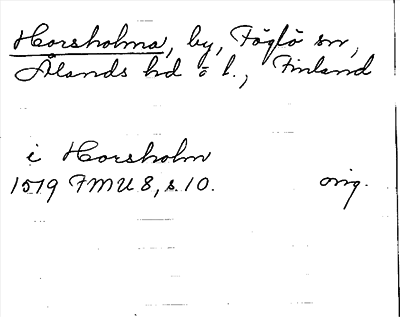 Horsholma, by, Föglö sn,
Ålands hd o l., Finland
i Horsholm
1519 FMU 8, s. 10. orig.